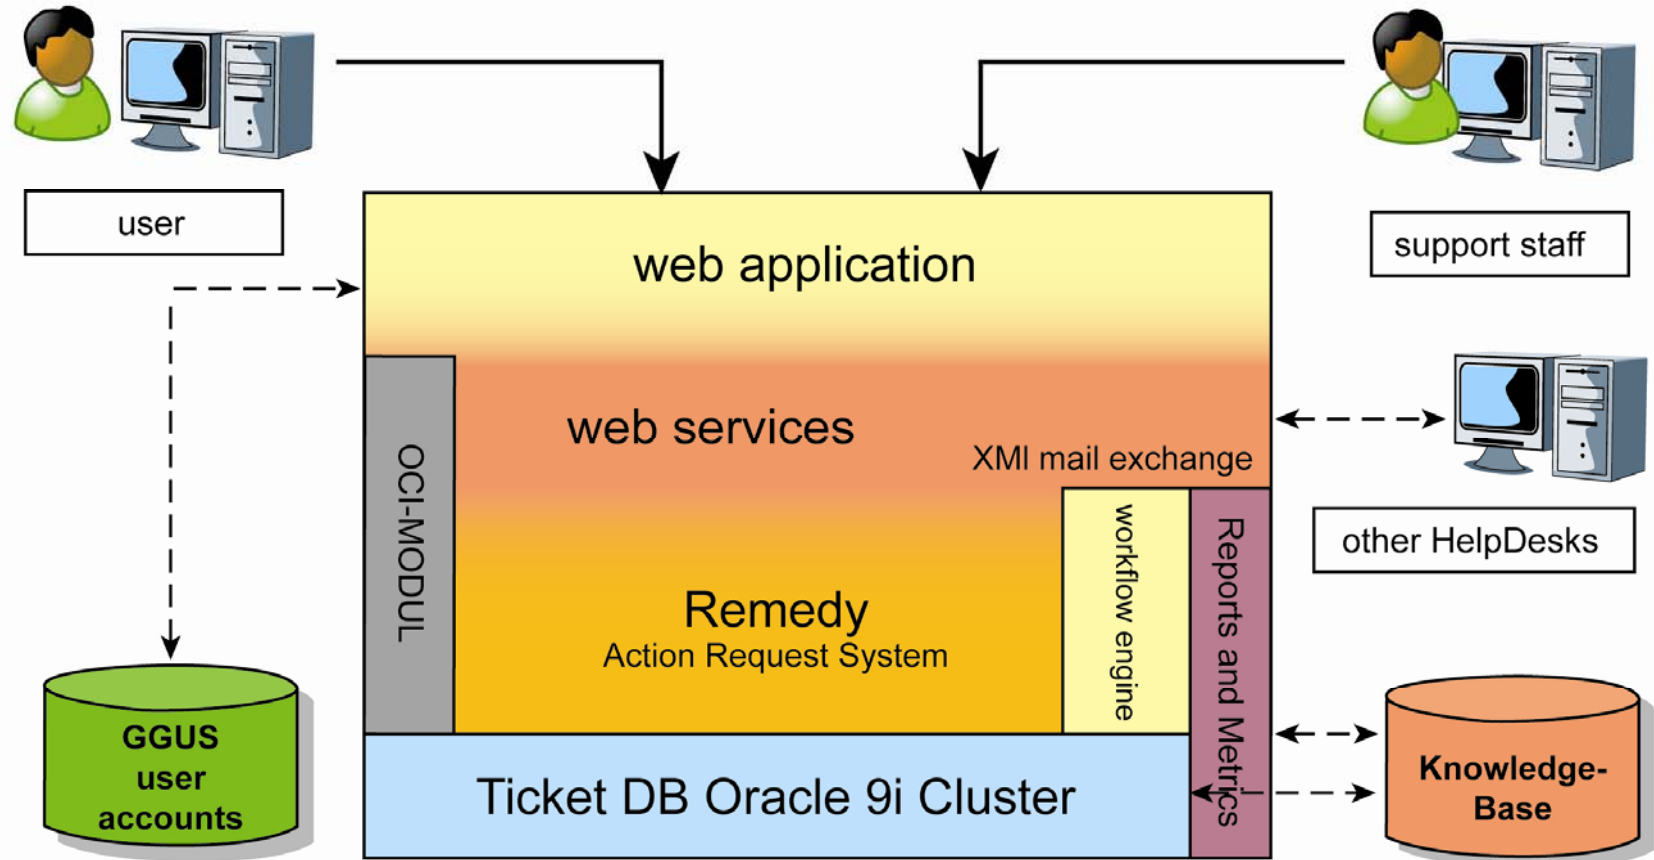 user
support staff
web application
web services
XMl mail exchange
OCI-MODUL
other HelpDesks
workflow engine
Reports and Metrics
Remedy
Action Request System
GGUS
user
accounts
Ticket DB Oracle 9i Cluster
Knowledge-
Base